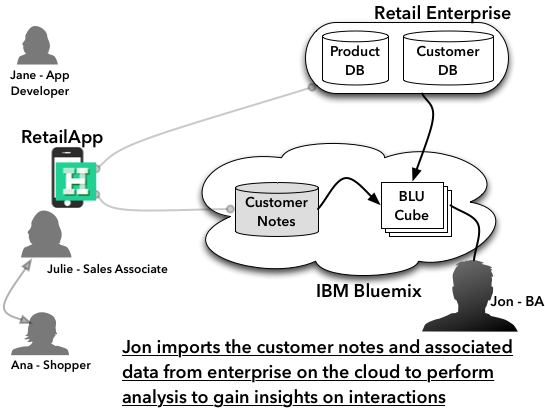 Retail Enterprise
Product
DB
Customer
DB
Jane - App
Developer
RetailApp
H
Customer
Notes
BLU
Cube
Julie - Sales Associate
IBM Bluemix
Jon - BA
Ana - Shopper
Jon imports the customer notes and associated
data from enterprise on the cloud to perform
analysis to gain insights on interactions